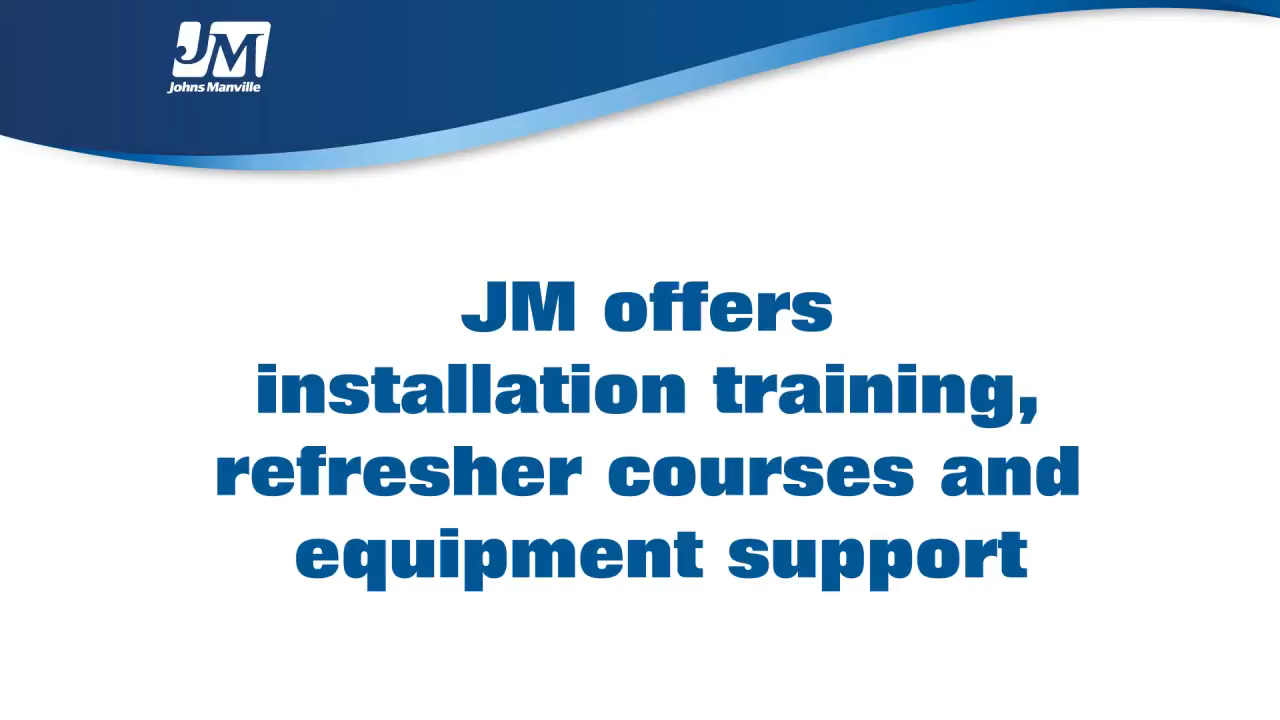 JM
Johns Manville
JM offers
installation training,
refresher courses and
equipment support